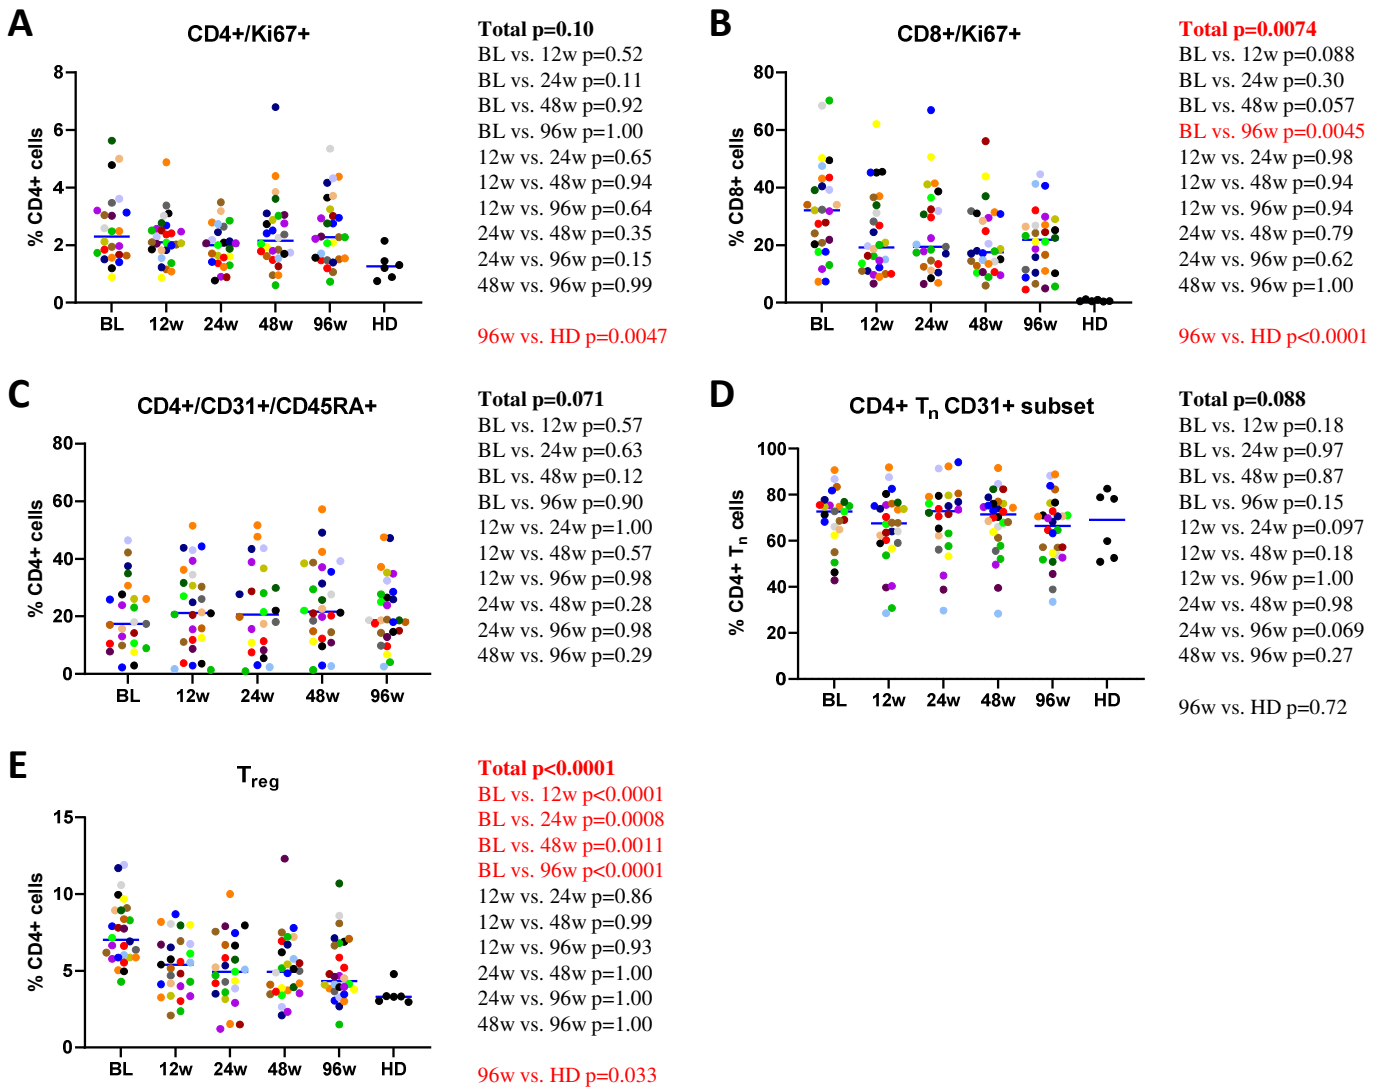 A
CD4+/Ki67+
% CD4+ cells
8
6
4
2
0
BL 12w 24w 48w 96w HD
Total p=0.10
BL vs. 12w p=0.52
BL vs. 24w p=0.11
BL vs. 48w p=0.92
BL vs. 96w p=1.00
12w vs. 24w p=0.65
12w vs. 48w p=0.94
12w vs. 96w p=0.64
24w vs. 48w p=0.35
24w vs. 96w p=0.15
48w vs. 96w p=0.99
96w vs. HD p=0.0047
B
CD8+/Ki67+
% CD8+ cells
80
60
40
20
0
BL 12w 24w 48w 96w HD
Total p=0.0074
BL vs. 12w p=0.088
BL vs. 24w p=0.30
BL vs. 48w p=0.057
BL vs. 96w p=0.0045
12w vs. 24w p=0.98
12w vs. 48w p=0.94
12w vs. 96w p=0.94
24w vs. 48w p=0.79
24w vs. 96w p=0.62
48w vs. 96w p=1.00
96w vs. HD p<0.0001
C
CD4+/CD31+/CD45RA+
% CD4+ cells
80
60
40
20
0
BL 12w 24w 48w 96w
Total p=0.071
BL vs. 12w p=0.57
BL vs. 24w p=0.63
BL vs. 48w p=0.12
BL vs. 96w p=0.90
12w vs. 24w p=1.00
12w vs. 48w p=0.57
12w vs. 96w p=0.98
24w vs. 48w p=0.28
24w vs. 96w p=0.98
48w vs. 96w p=0.29
D
CD4+ Tn CD31+ subset
% CD4+ Tn cells
100
80
60
40
20
0
BL 12w 24w 48w 96w HD
Total p=0.088
BL vs. 12w p=0.18
BL vs. 24w p=0.97
BL vs. 48w p=0.87
BL vs. 96w p=0.15
12w vs. 24w p=0.097
12w vs. 48w p=0.18
12w vs. 96w p=1.00
24w vs. 48w p=0.98
24w vs. 96w p=0.069
48w vs. 96w p=0.27
96w vs. HD p=0.72
E
Treg
% CD4+ cells
15
10
5
0
BL 12w 24w 48w 96w HD
Total p<0.0001
BL vs. 12w p<0.0001
BL vs. 24w p=0.0008
BL vs. 48w p=0.0011
BL vs. 96w p<0.0001
12w vs. 24w p=0.86
12w vs. 48w p=0.99
12w vs. 96w p=0.93
24w vs. 48w p=1.00
24w vs. 96w p=1.00
48w vs. 96w p=1.00
96w vs. HD p=0.033